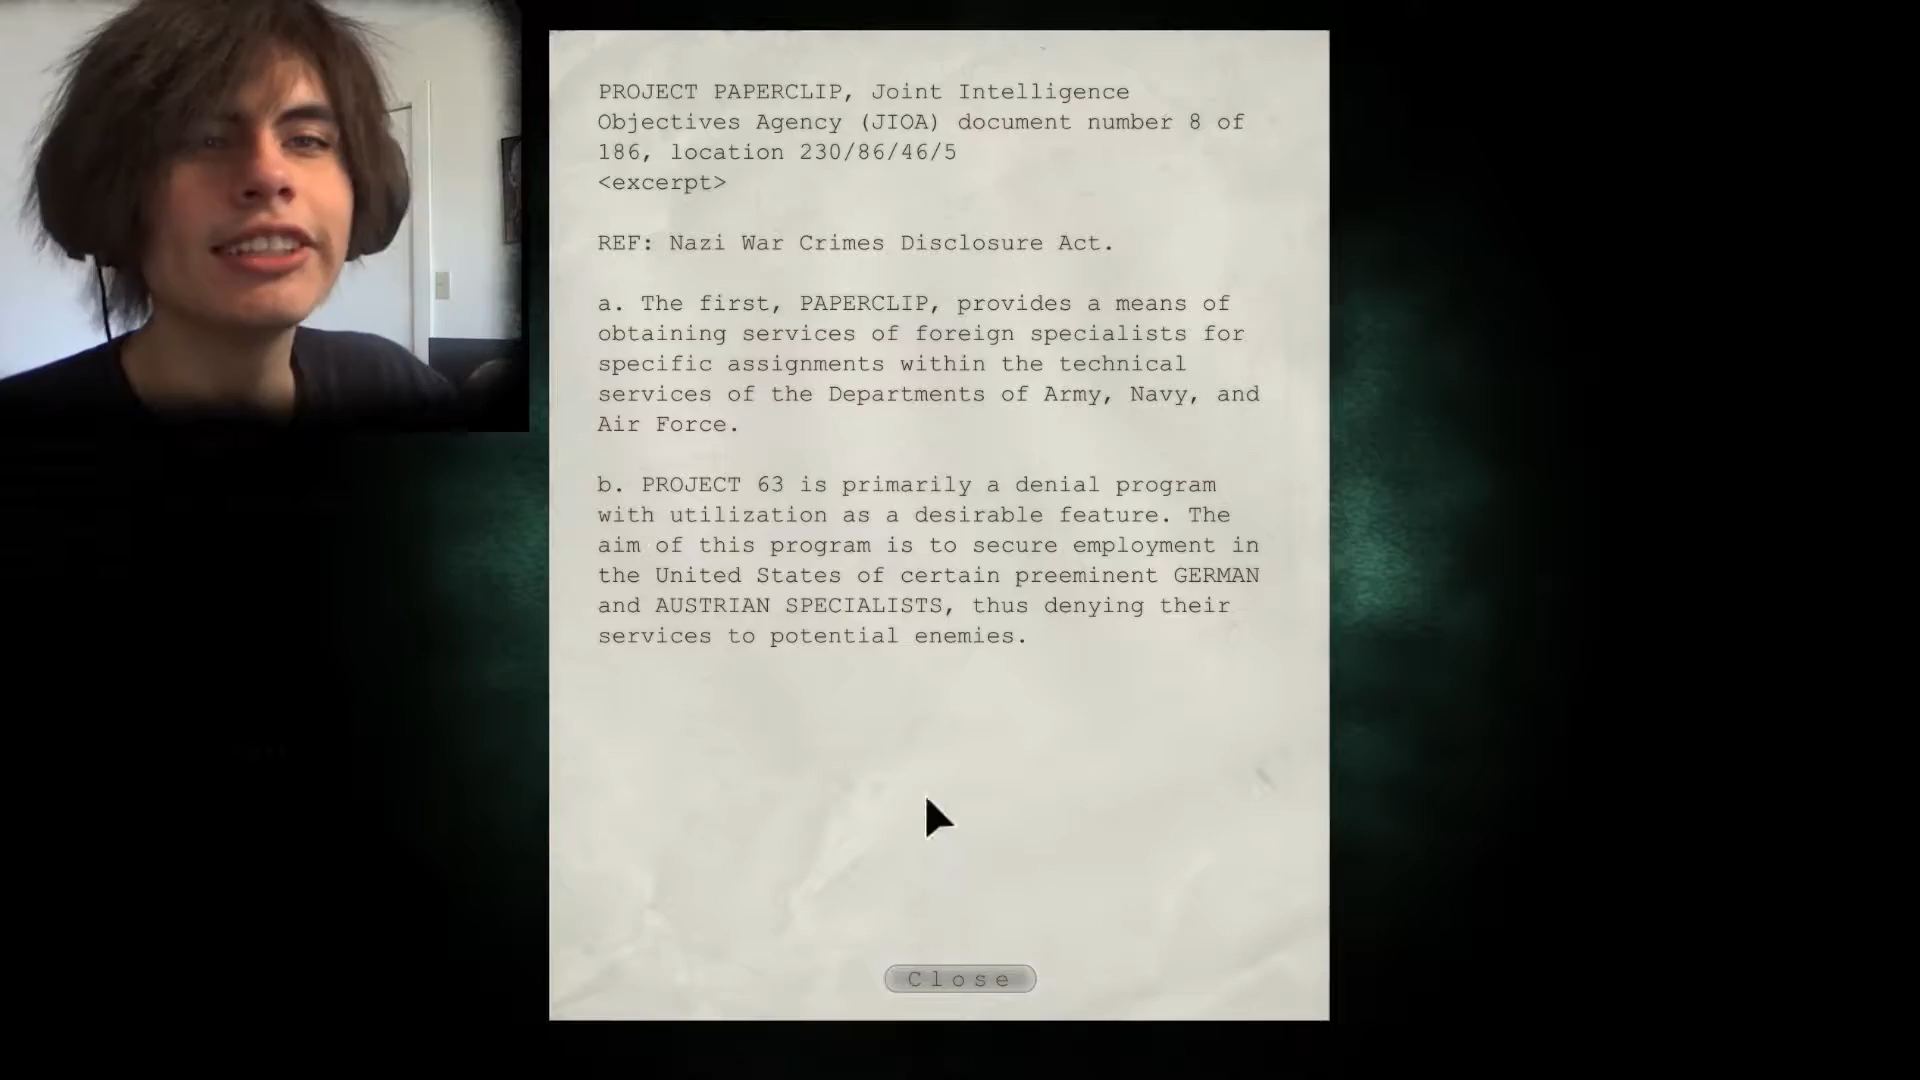 PROJECT PAPERCLIP, Joint Intelligence
Objectives Agency (JIOA) document number 8 of
186, location 230/86/46/5
<excerpt>
REF: Nazi War Crimes Disclosure Act.
a. The first, PAPERCLIP, provides a means of
obtaining services of foreign specialists for
specific assignments within the technical
services of the Departments of Army, Navy, and
Air Force.
b. PROJECT 63 is primarily a denial program
with utilization as a desirable feature. The
aim of this program is to secure employment in
the United States of certain preeminent GERMAN
and AUSTRIAN SPECIALISTS, thus denying their
services to potential enemies.
Close